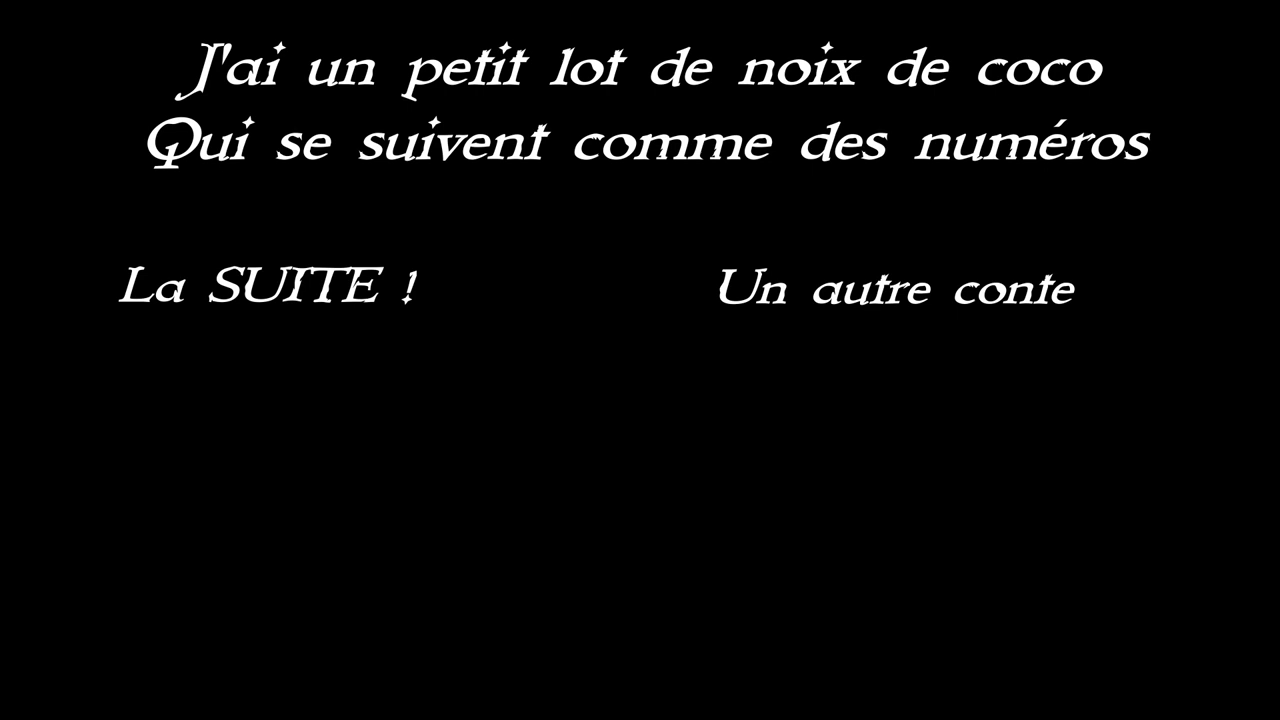 J'ai un petit lot de noix de coco
Qui se suivent comme des numéros
La SUITE !
Un autre conte